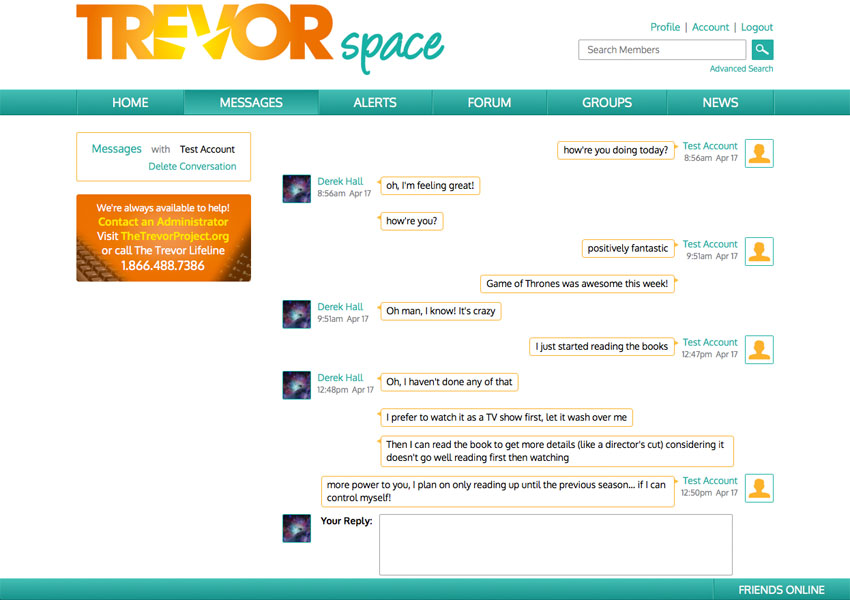 TREVOR space
Profile | Account | Logout
Search Members
Advanced Search
HOME MESSAGES ALERTS FORUM GROUPS NEWS
Messages with Test Account
Delete Conversation
We're always available to help!
Contact an Administrator
Visit TheTrevorProject.org
or call The Trevor Lifeline
1.866.488.7386
how're you doing today?
Test Account
8:56am Apr 17
Derek Hall
8:56am Apr 17
oh, I'm feeling great!
how're you?
positively fantastic
Test Account
9:51am Apr 17
Game of Thrones was awesome this week!
Derek Hall
9:51am Apr 17
Oh man, I know! It's crazy
I just started reading the books
Test Account
12:47pm Apr 17
Derek Hall
12:48pm Apr 17
Oh, I haven't done any of that
I prefer to watch it as a TV show first, let it wash over me
Then I can read the book to get more details (like a director's cut) considering it
doesn't go well reading first then watching
more power to you, I plan on only reading up until the previous season... if I can
control myself!
Test Account
12:50pm Apr 17
Your Reply:
FRIENDS ONLINE